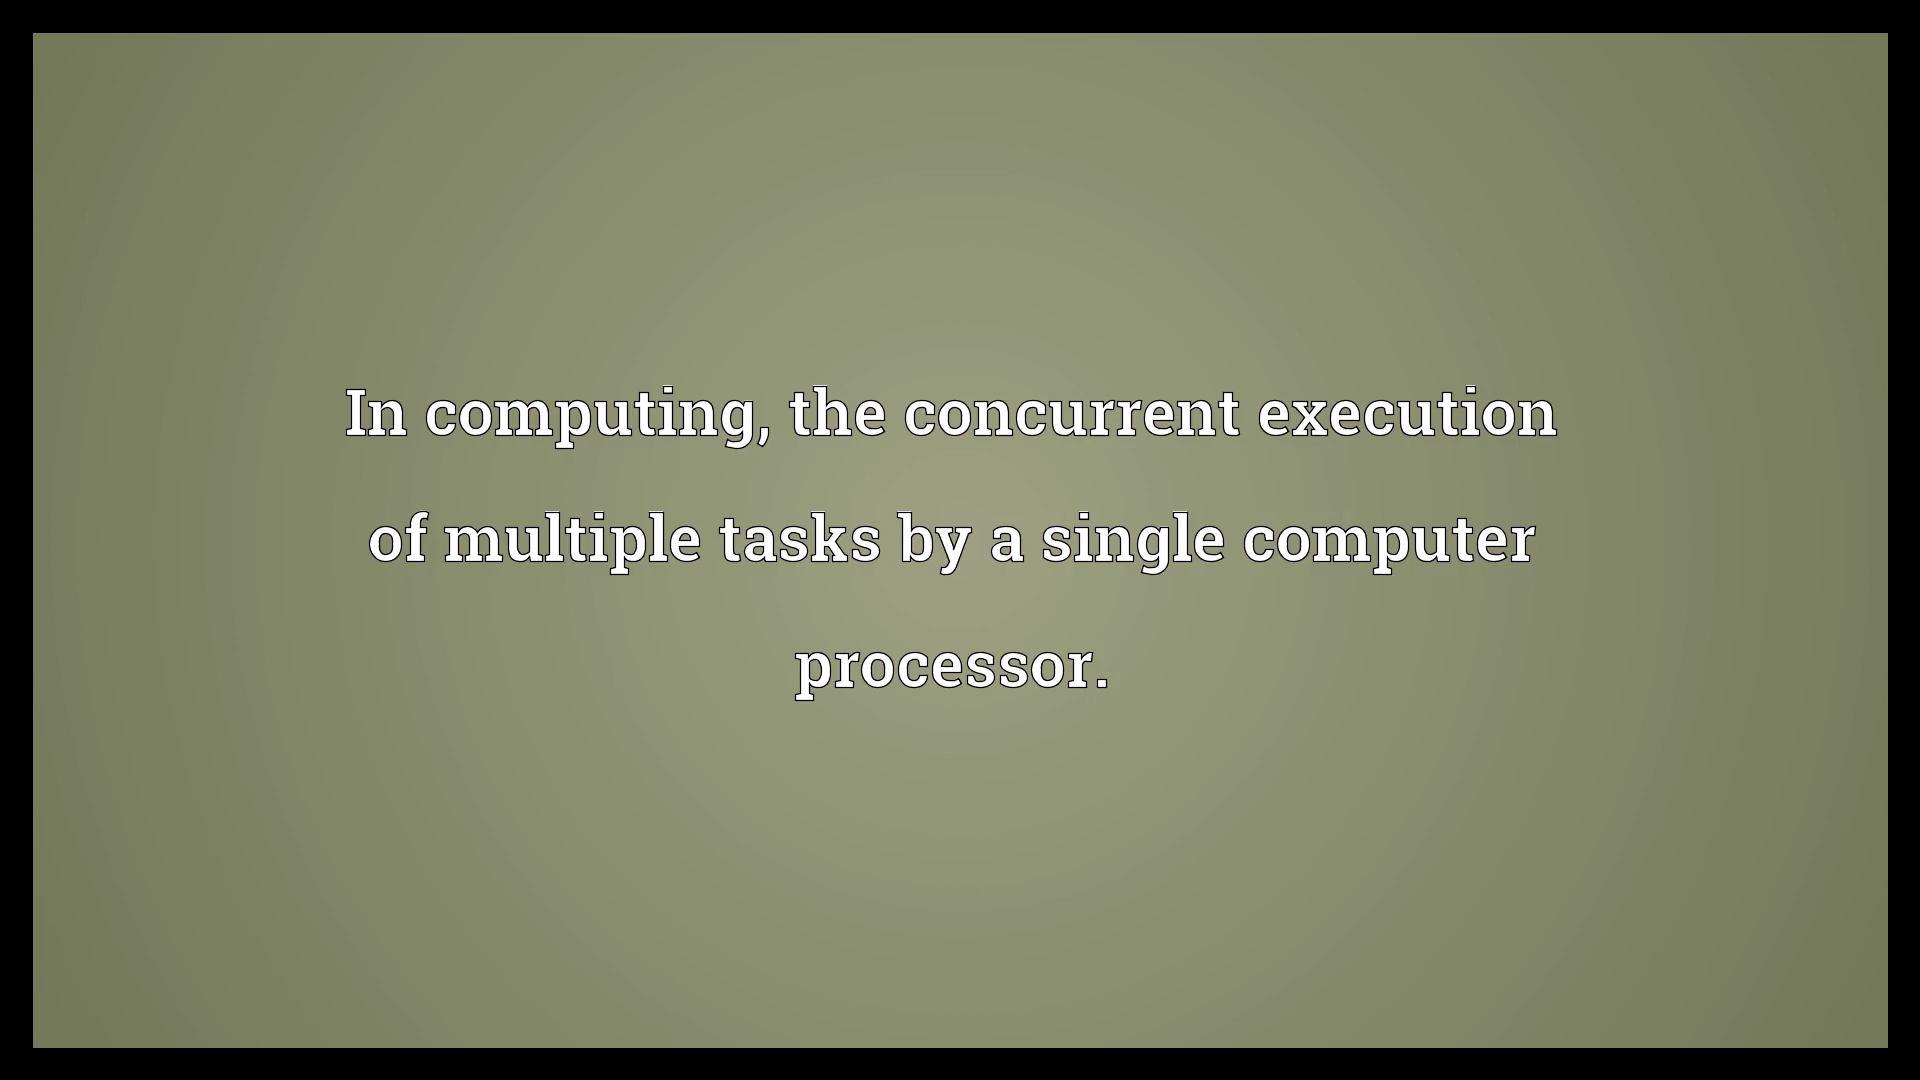 In computing, the concurrent execution
of multiple tasks by a single computer
processor.